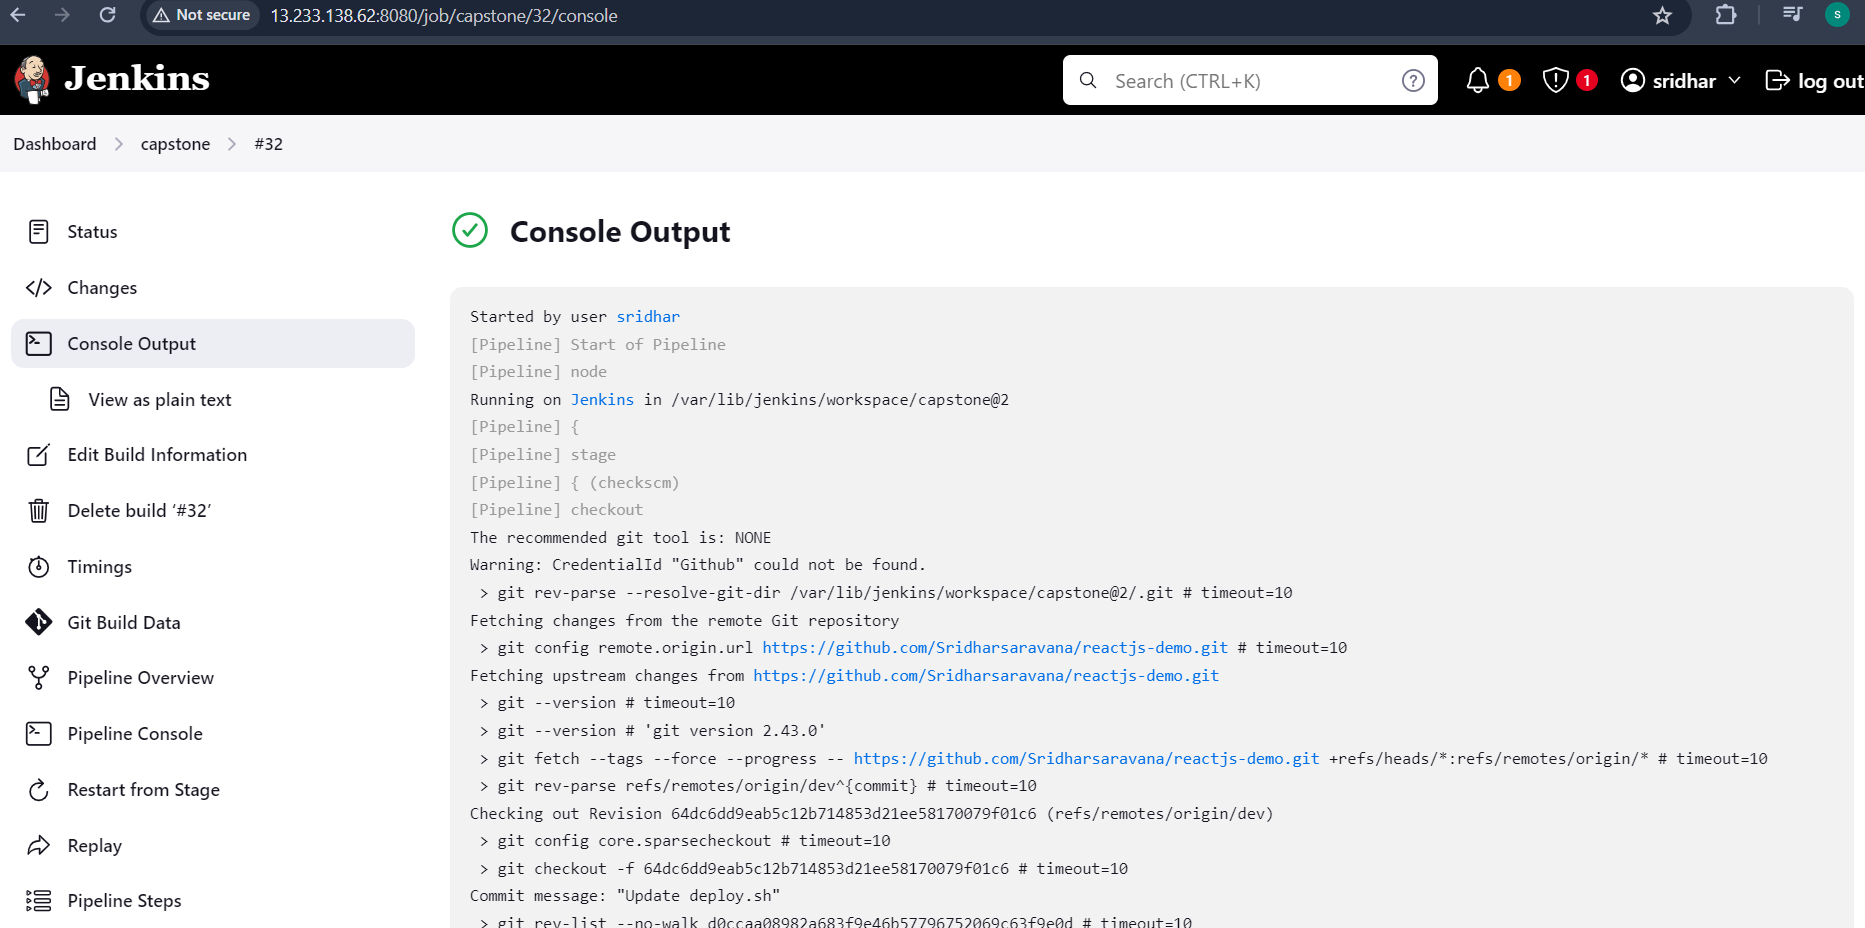 Not secure
13.233.138.62:8080/job/capstone/32/console
s
Jenkins
Search (CTRL+K)
?
1
1
sridhar
log out
Dashboard
capstone
#32
Status
Changes
Console Output
View as plain text
Edit Build Information
Delete build ‘#32’
Timings
Git Build Data
Pipeline Overview
Pipeline Console
Restart from Stage
Replay
Pipeline Steps
Console Output
Started by user sridhar
[Pipeline] Start of Pipeline
[Pipeline] node
Running on Jenkins in /var/lib/jenkins/workspace/capstone@2
[Pipeline] {
[Pipeline] stage
[Pipeline] { (checkscm)
[Pipeline] checkout
The recommended git tool is: NONE
Warning: CredentialId "Github" could not be found.
> git rev-parse --resolve-git-dir /var/lib/jenkins/workspace/capstone@2/.git # timeout=10
Fetching changes from the remote Git repository
> git config remote.origin.url https://github.com/Sridharsaravana/reactjs-demo.git # timeout=10
Fetching upstream changes from https://github.com/Sridharsaravana/reactjs-demo.git
> git --version # timeout=10
> git --version # 'git version 2.43.0'
> git fetch --tags --force --progress -- https://github.com/Sridharsaravana/reactjs-demo.git +refs/heads/*:refs/remotes/origin/* # timeout=10
> git rev-parse refs/remotes/origin/dev^{commit} # timeout=10
Checking out Revision 64dc6dd9eab5c12b714853d21ee58170079f01c6 (refs/remotes/origin/dev)
> git config core.sparsecheckout # timeout=10
> git checkout -f 64dc6dd9eab5c12b714853d21ee58170079f01c6 # timeout=10
Commit message: "Update deploy.sh"
> git rev-list --no-walk d0ccaa08982a683f9e46b57796752069c63f9e0d # timeout=10